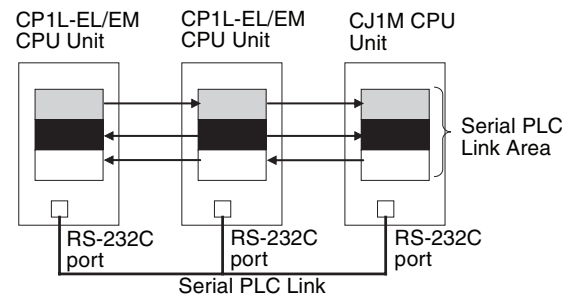 CP1L-EL/EM
CPU Unit
CP1L-EL/EM
CPU Unit
CJ1M CPU
Unit
Serial PLC
Link Area
RS-232C
port
RS-232C
port
RS-232C
port
Serial PLC Link